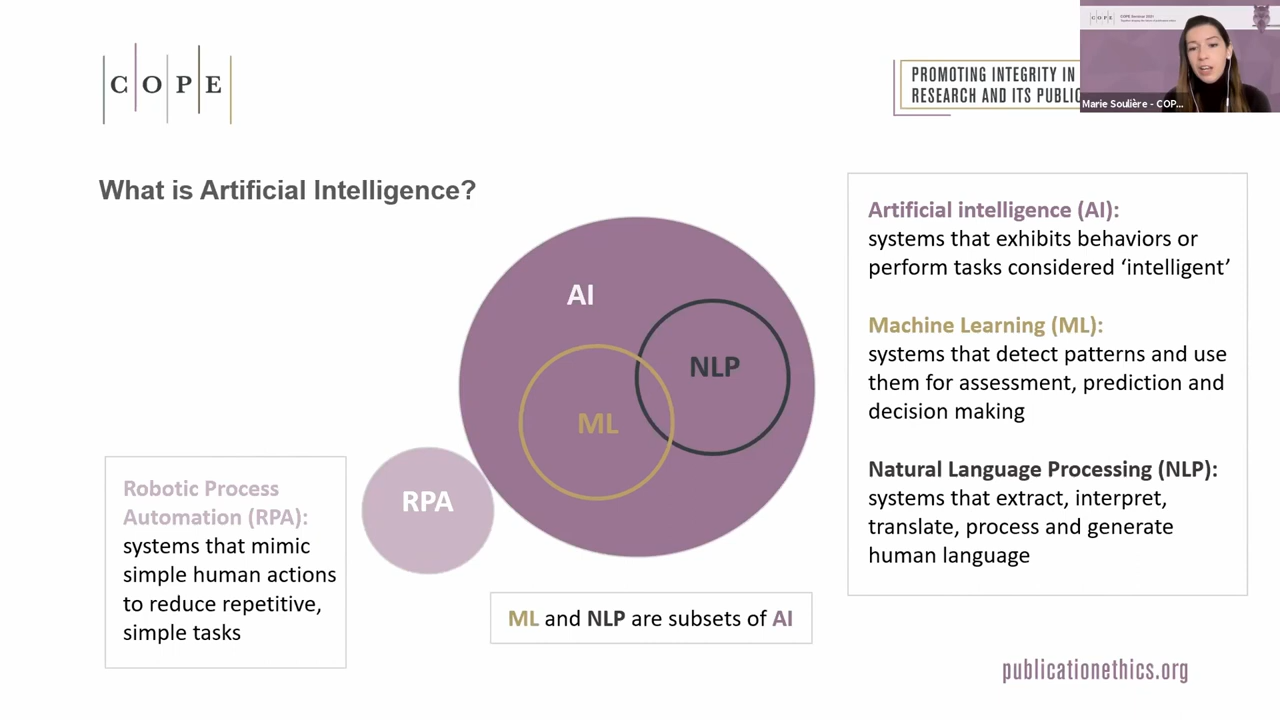 COPE
PROMOTING INTEGRITY IN
RESEARCH AND ITS
COPE
Marie Soulière - COP...
What is Artificial Intelligence?
AI
NLP
ML
RPA
Robotic Process
Automation (RPA):
systems that mimic
simple human actions
to reduce repetitive,
simple tasks
ML and NLP are subsets of AI
Artificial intelligence (AI):
systems that exhibits behaviors or
perform tasks considered ‘intelligent’
Machine Learning (ML):
systems that detect patterns and use
them for assessment, prediction and
decision making
Natural Language Processing (NLP):
systems that extract, interpret,
translate, process and generate
human language
publicationethics.org